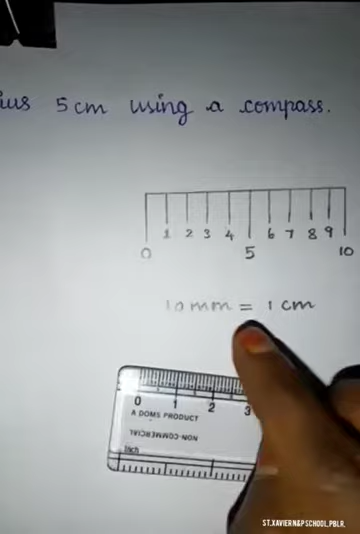 ius 5 cm using a compass.
0 1 2 3 4 5 6 7 8 9 10
10 mm = 1 cm
0 1 2 3
A DOMS PRODUCT
NON-COMMERCIAL
Inch
ST.XAVIER N&P SCHOOL,PBLR.